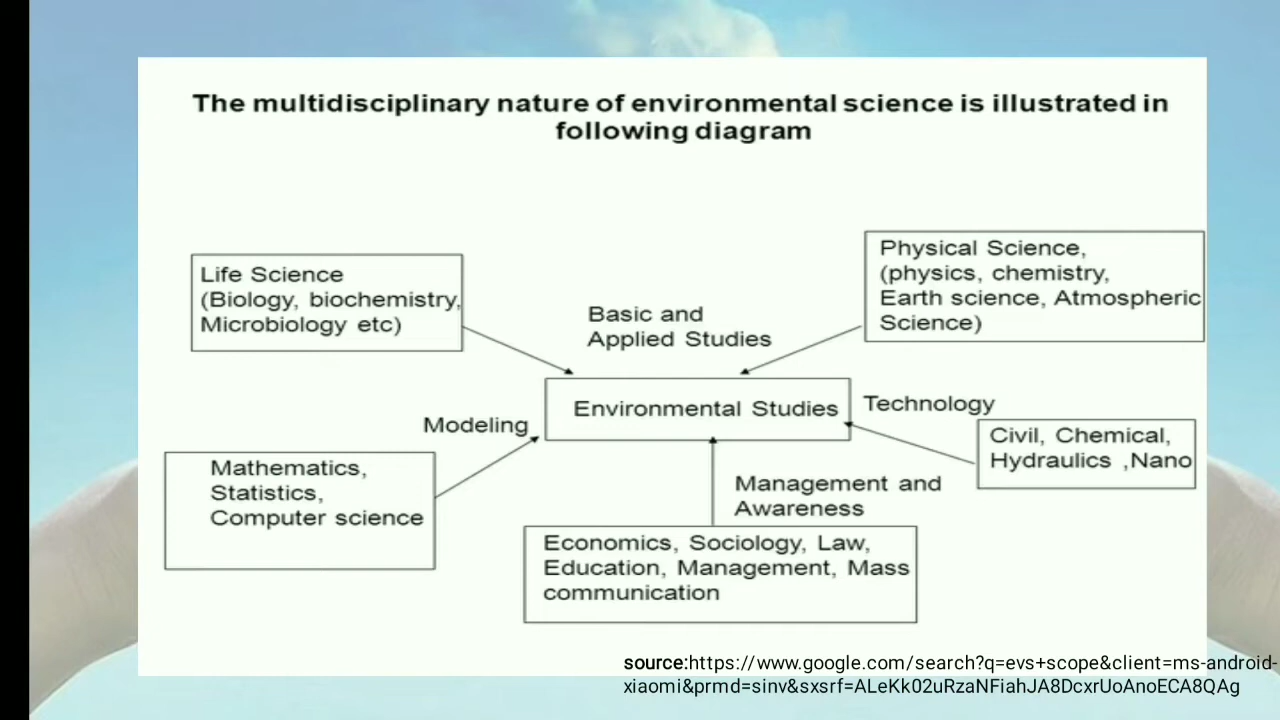 The multidisciplinary nature of environmental science is illustrated in
following diagram
Life Science
(Biology, biochemistry,
Microbiology etc)
Basic and
Applied Studies
Physical Science,
(physics, chemistry,
Earth science, Atmospheric
Science)
Environmental Studies
Technology
Modeling
Civil, Chemical,
Hydraulics ,Nano
Mathematics,
Statistics,
Computer science
Management and
Awareness
Economics, Sociology, Law,
Education, Management, Mass
communication
source:https://www.google.com/search?q=evs+scope&client=ms-android-
xiaomi&prmd=sinv&sxsrf=ALeKk02uRzaNFiahJA8DcxrUoAnoECA8QAg